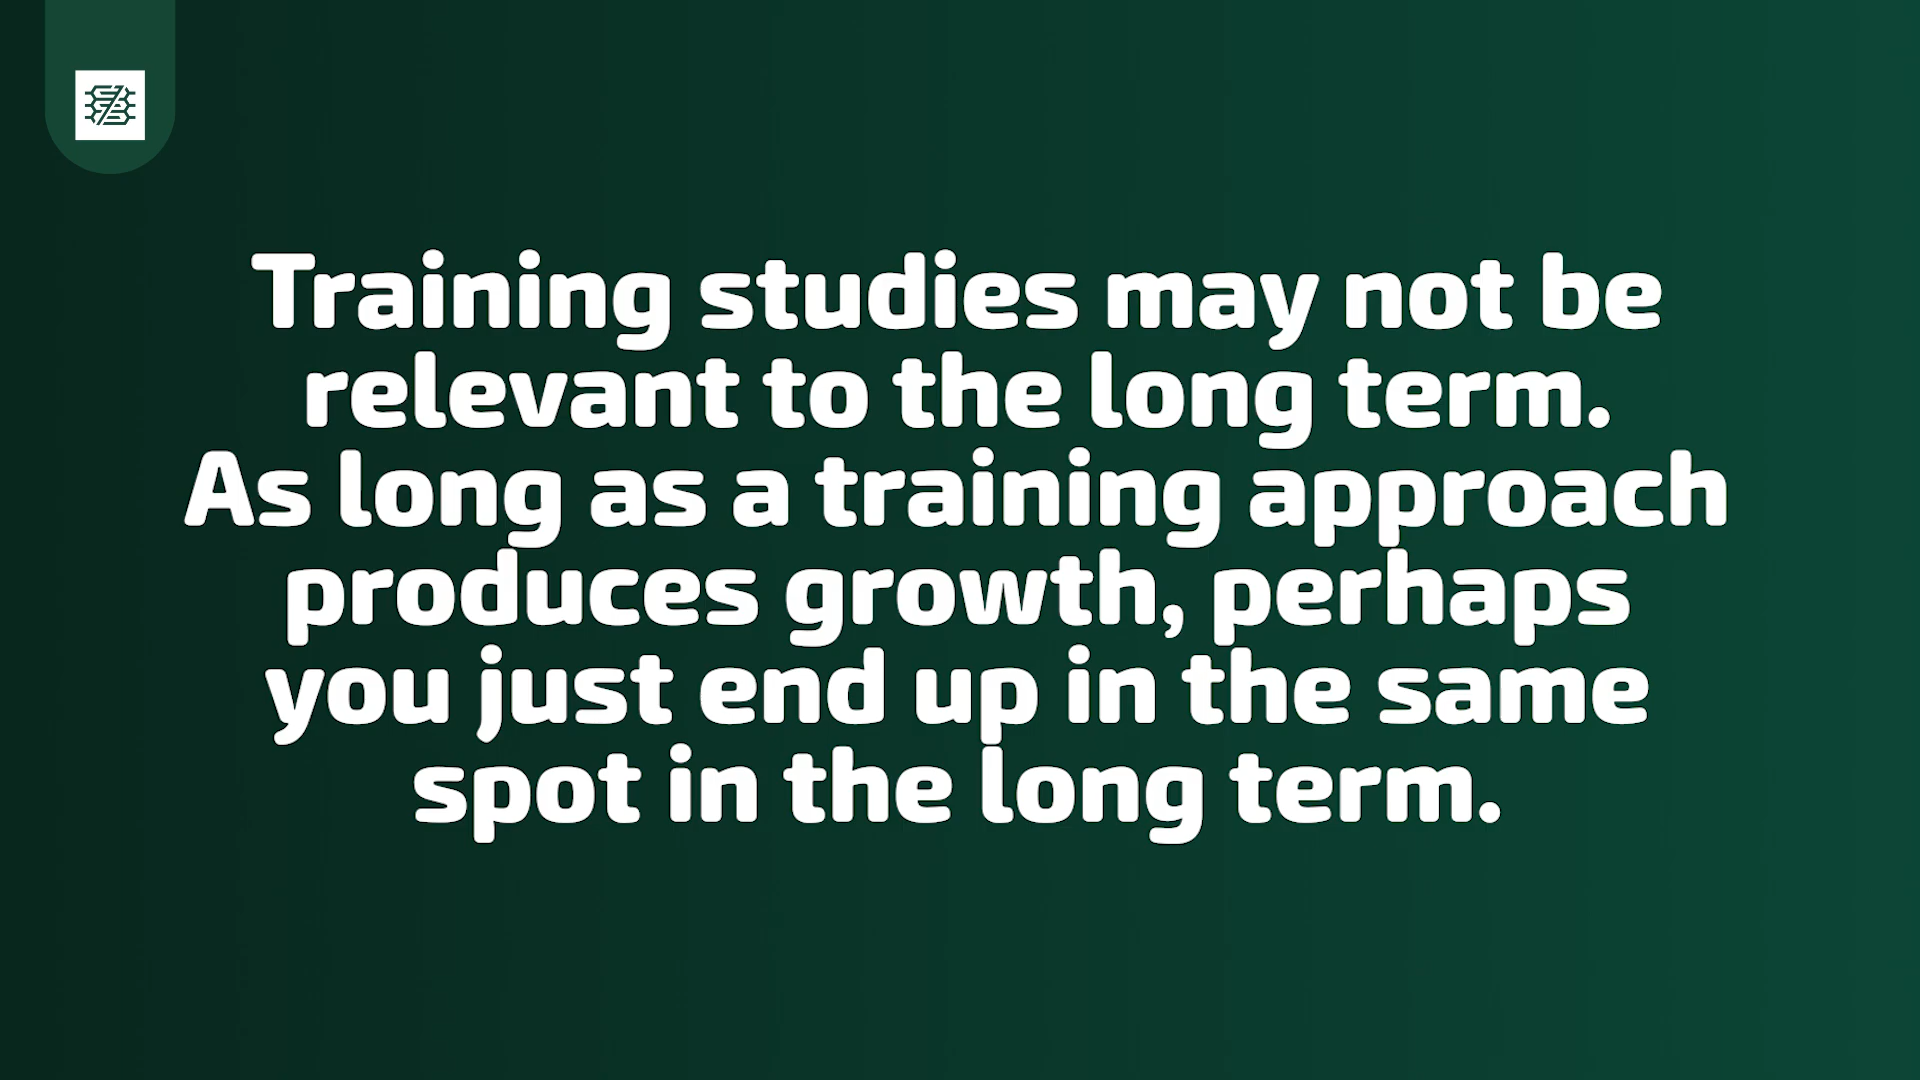 Training studies may not be
relevant to the long term.
As long as a training approach
produces growth, perhaps
you just end up in the same
spot in the long term.